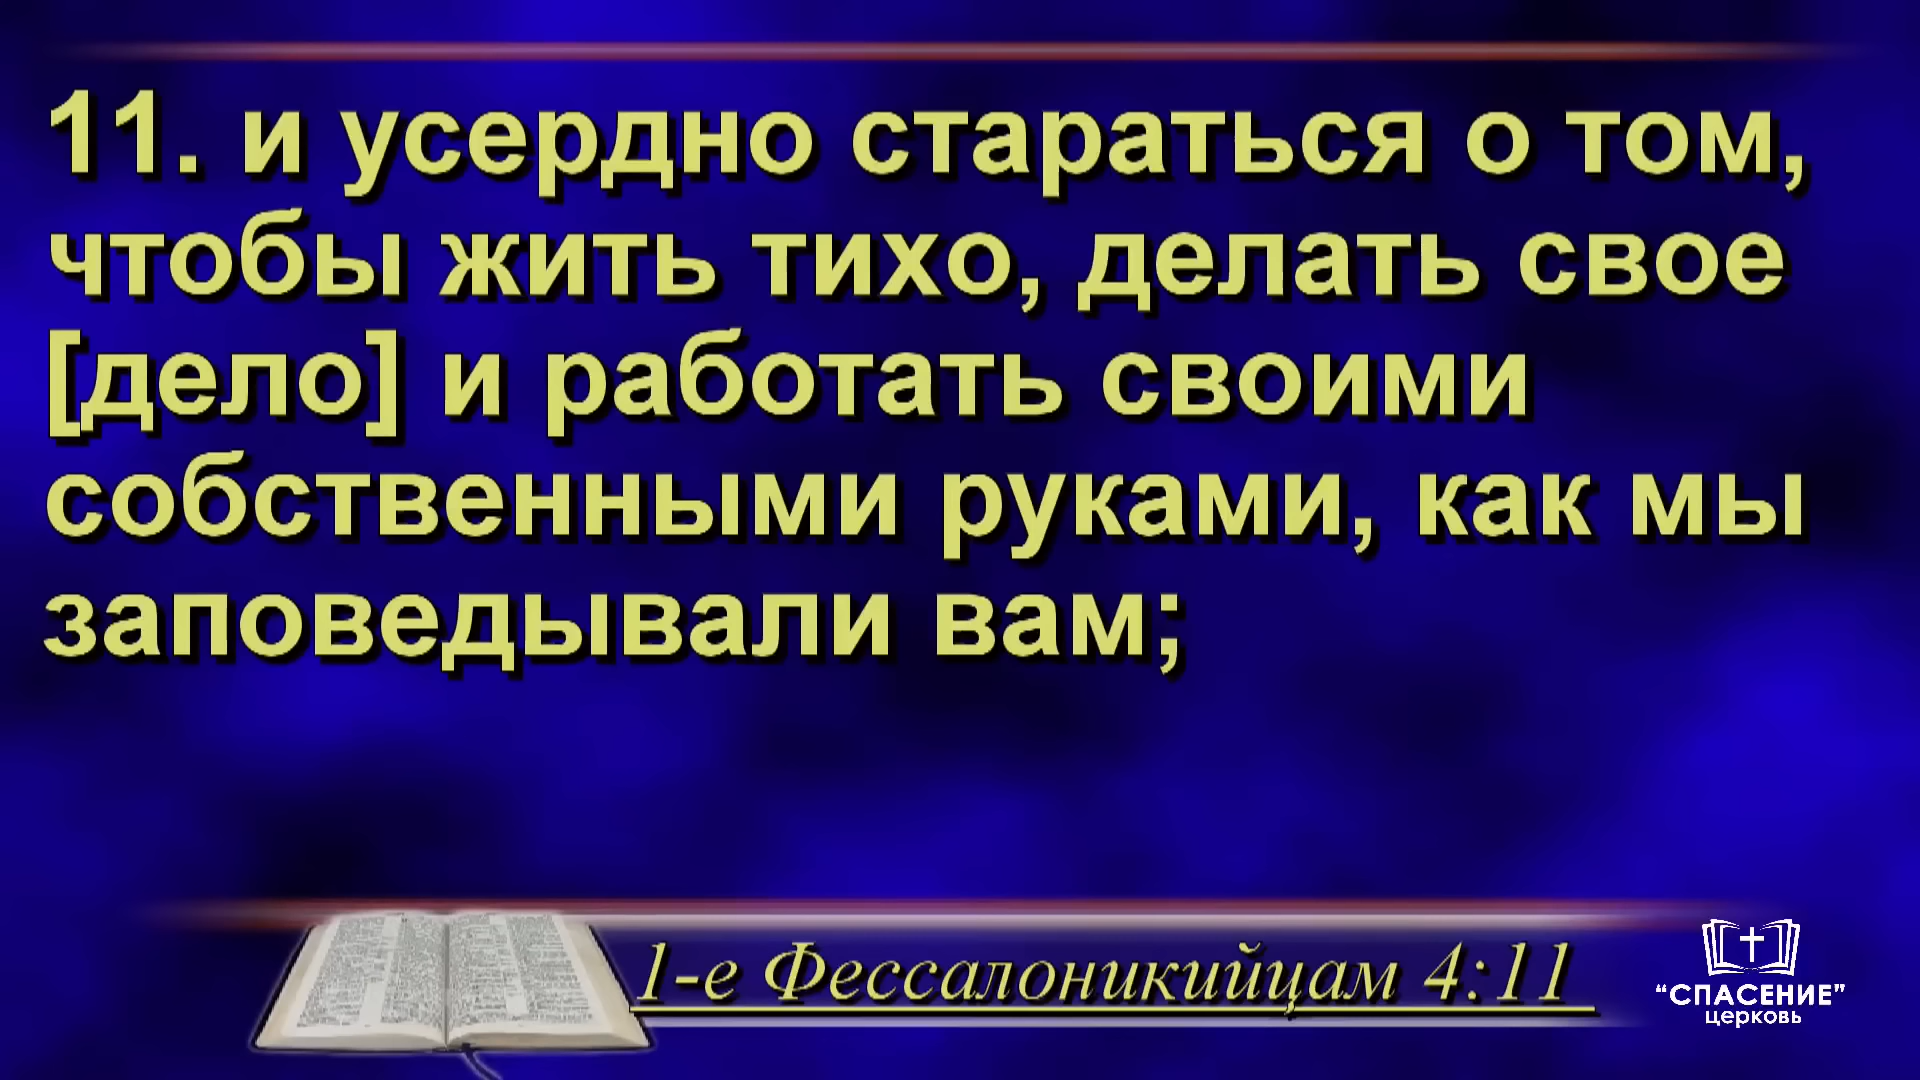 11. и усердно стараться о том,
чтобы жить тихо, делать свое
[дело] и работать своими
собственными руками, как мы
заповедывали вам;
1-е Фессалоникийцам 4:11
“СПАСЕНИЕ”
церковь